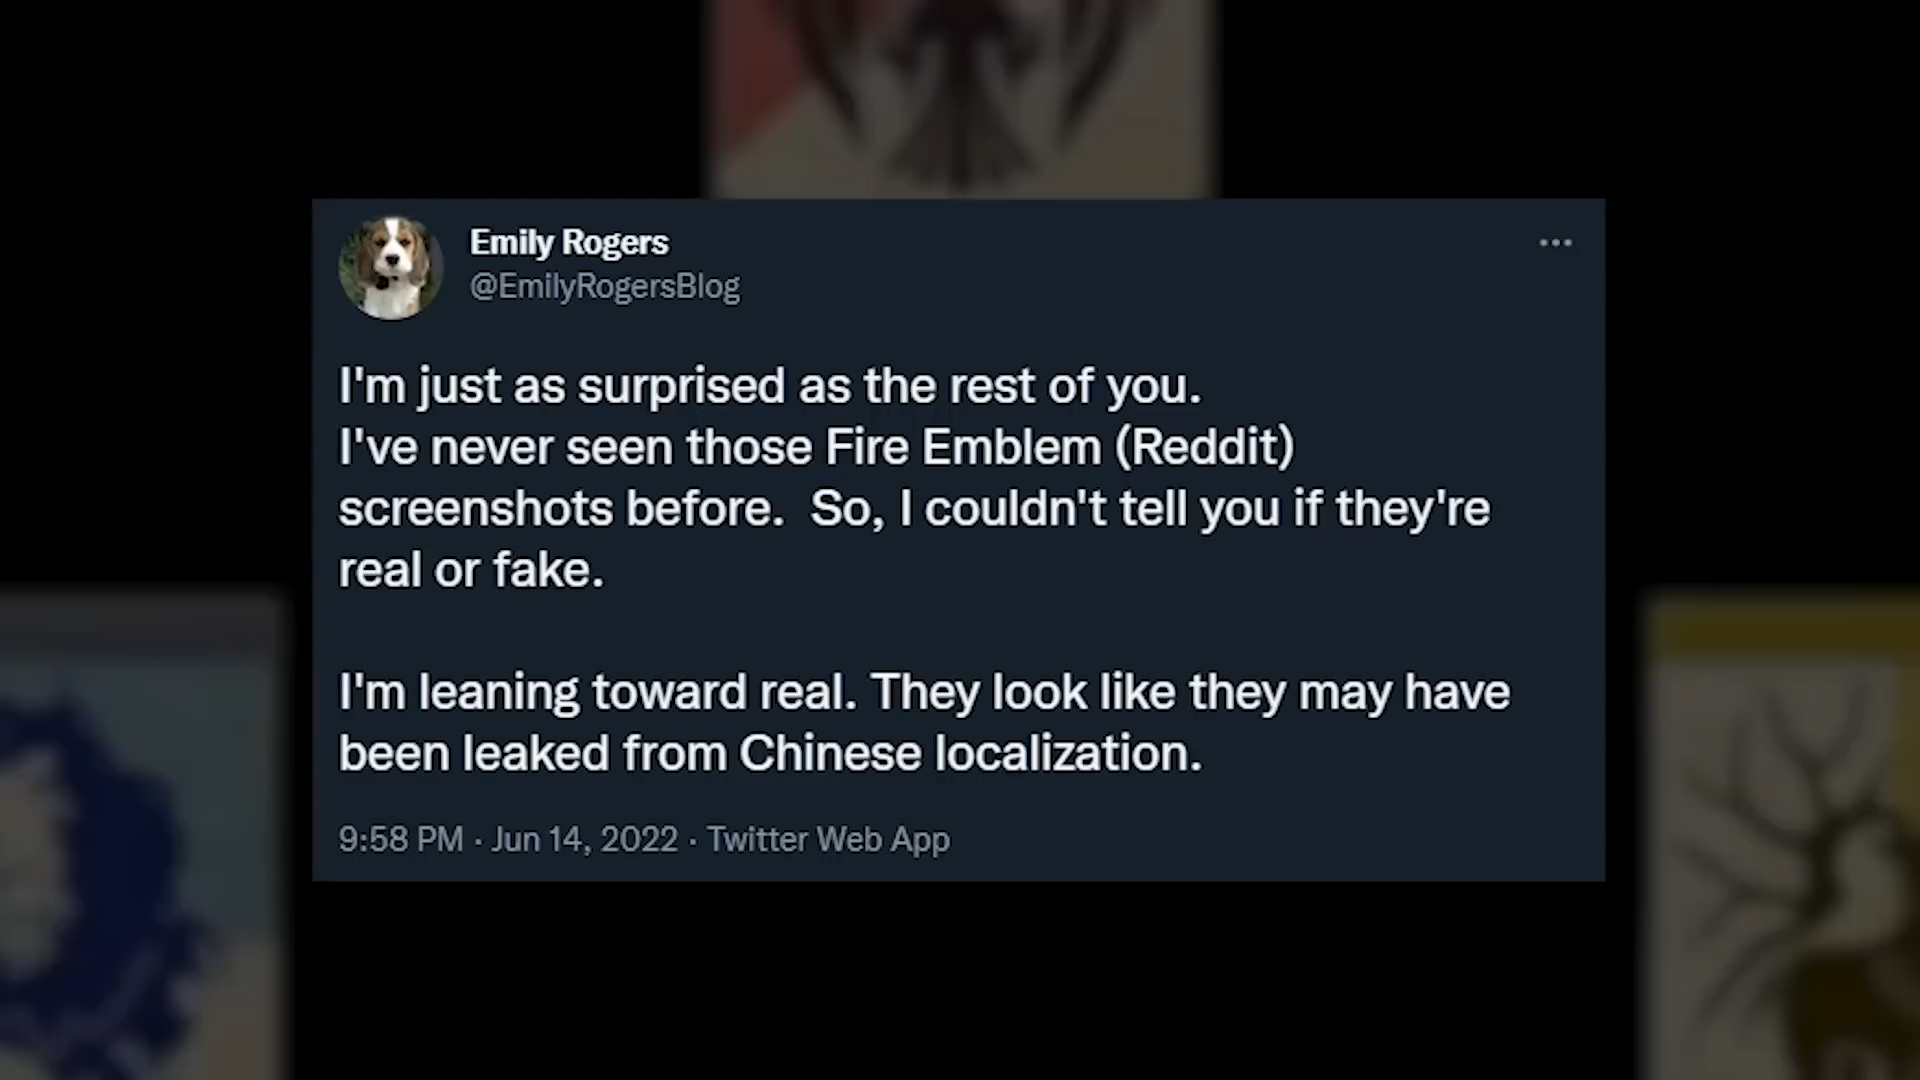 Emily Rogers
@EmilyRogersBlog
I'm just as surprised as the rest of you.
I've never seen those Fire Emblem (Reddit)
screenshots before.  So, I couldn't tell you if they're
real or fake.
I'm leaning toward real. They look like they may have
been leaked from Chinese localization.
9:58 PM · Jun 14, 2022 · Twitter Web App